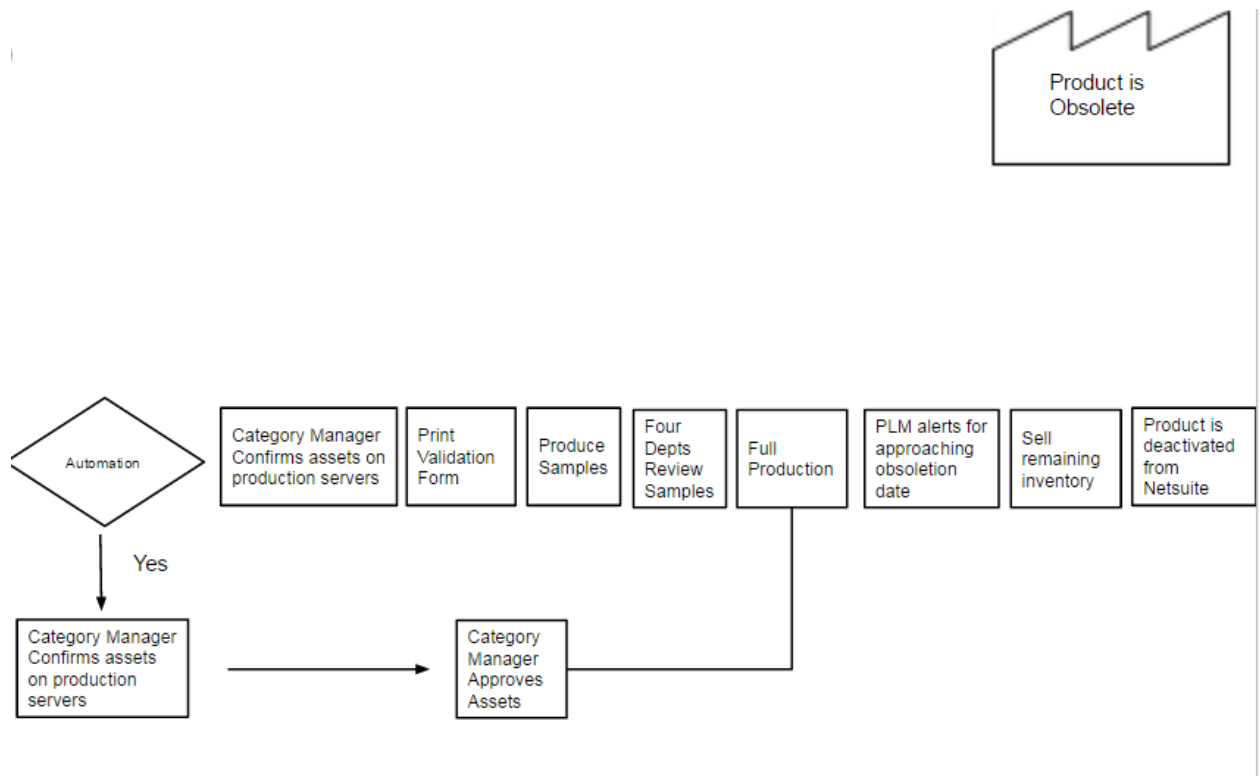 Product is
Obsolete
Automation
Category Manager
Confirms assets on
production servers
Print
Validation
Form
Produce
Samples
Four
Depts
Review
Samples
Full
Production
PLM alerts for
approaching
obsoletion
date
Sell
remaining
inventory
Product is
deactivated
from
Netsuite
Yes
Category Manager
Confirms assets
on production
servers
Category
Manager
Approves
Assets